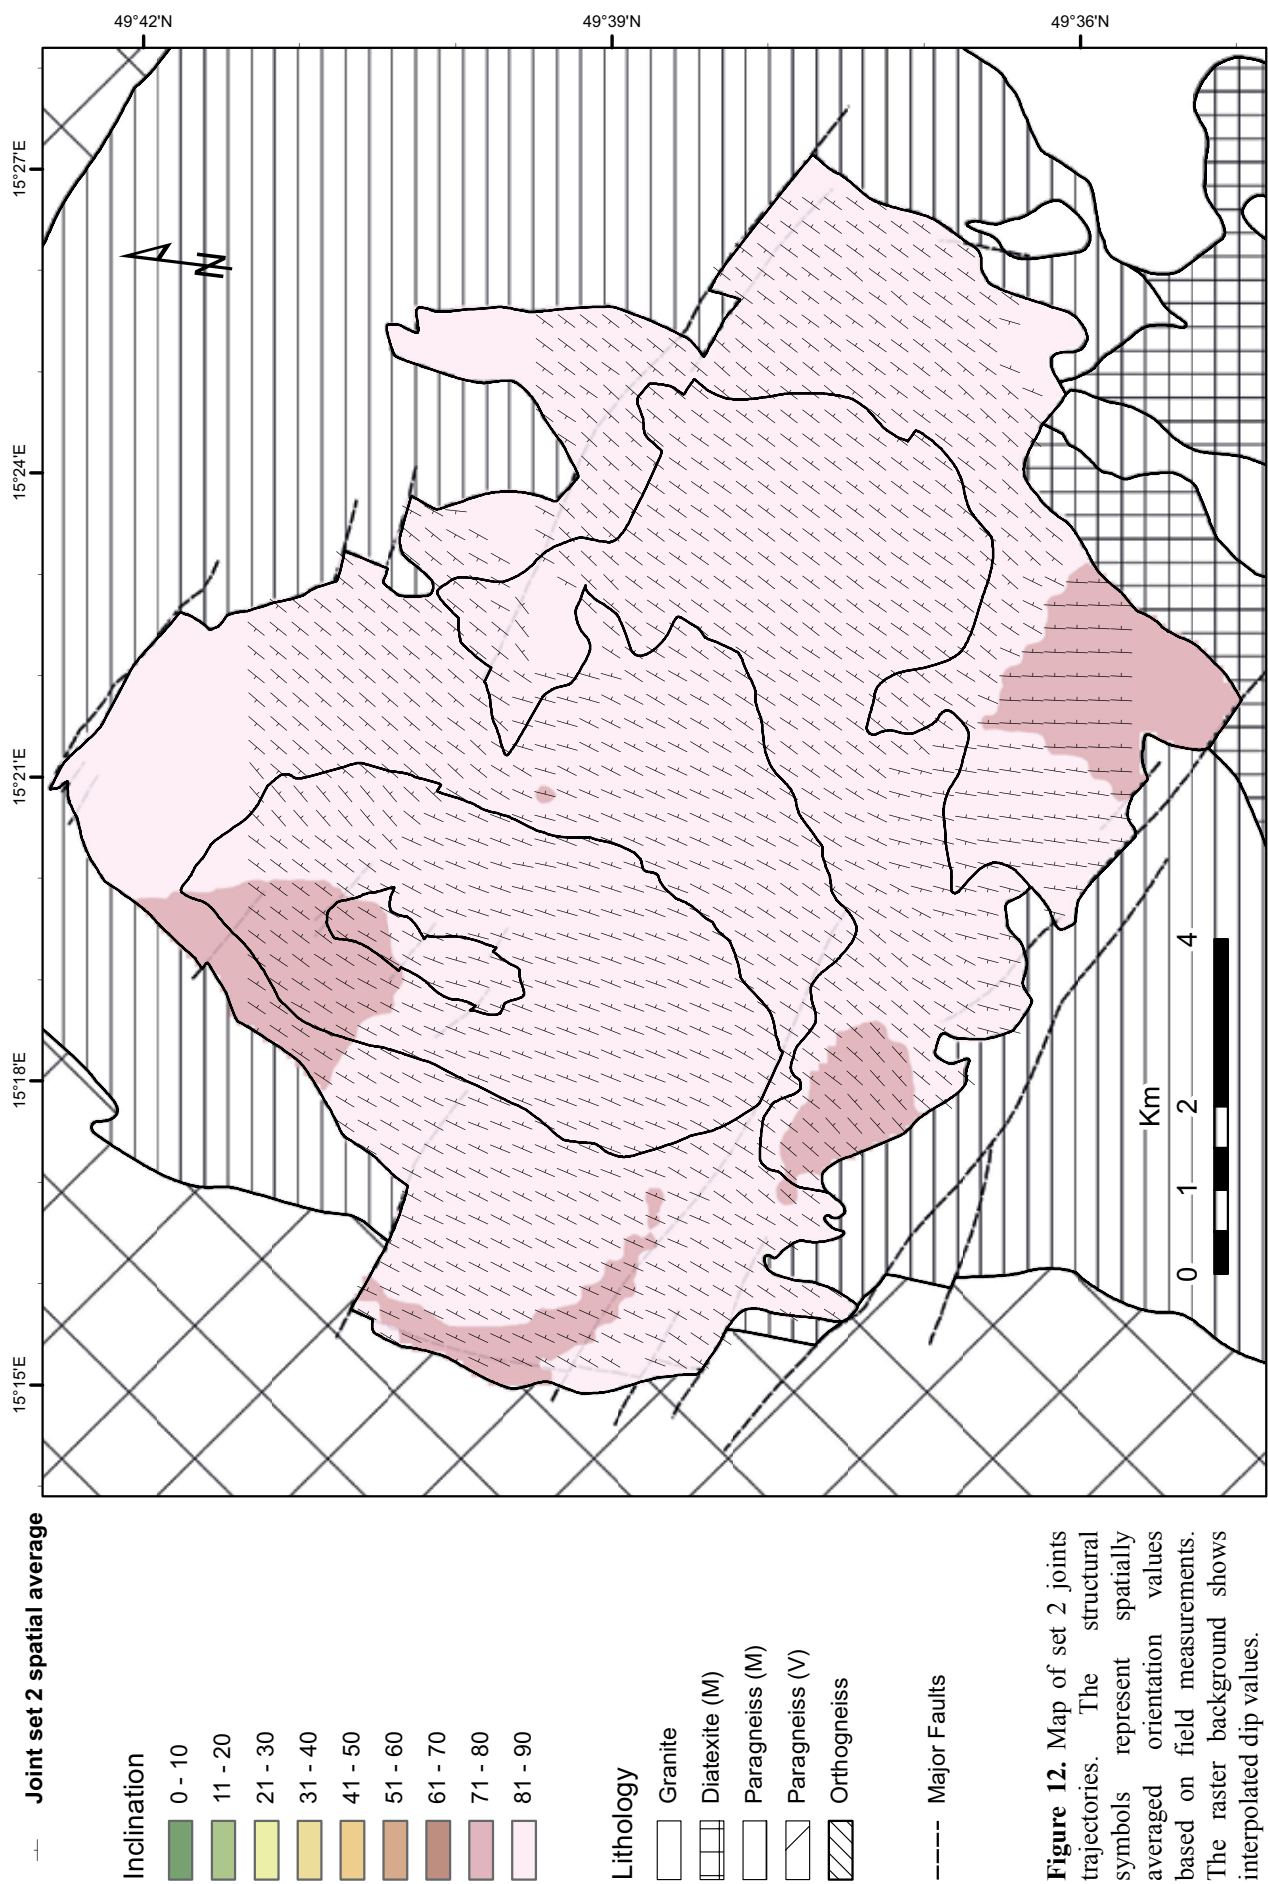 49°42'N
49°39'N
49°36'N
15°27'E
15°24'E
15°21'E
15°18'E
15°15'E
N
Km
0 1 2 4
Joint set 2 spatial average
Inclination
0 - 10
11 - 20
21 - 30
31 - 40
41 - 50
51 - 60
61 - 70
71 - 80
81 - 90
Lithology
Granite
Diatexite (M)
Paragneiss (M)
Paragneiss (V)
Orthogneiss
Major Faults
Figure 12. Map of set 2 joints
trajectories. The structural
symbols represent spatially
averaged orientation values
based on field measurements.
The raster background shows
interpolated dip values.